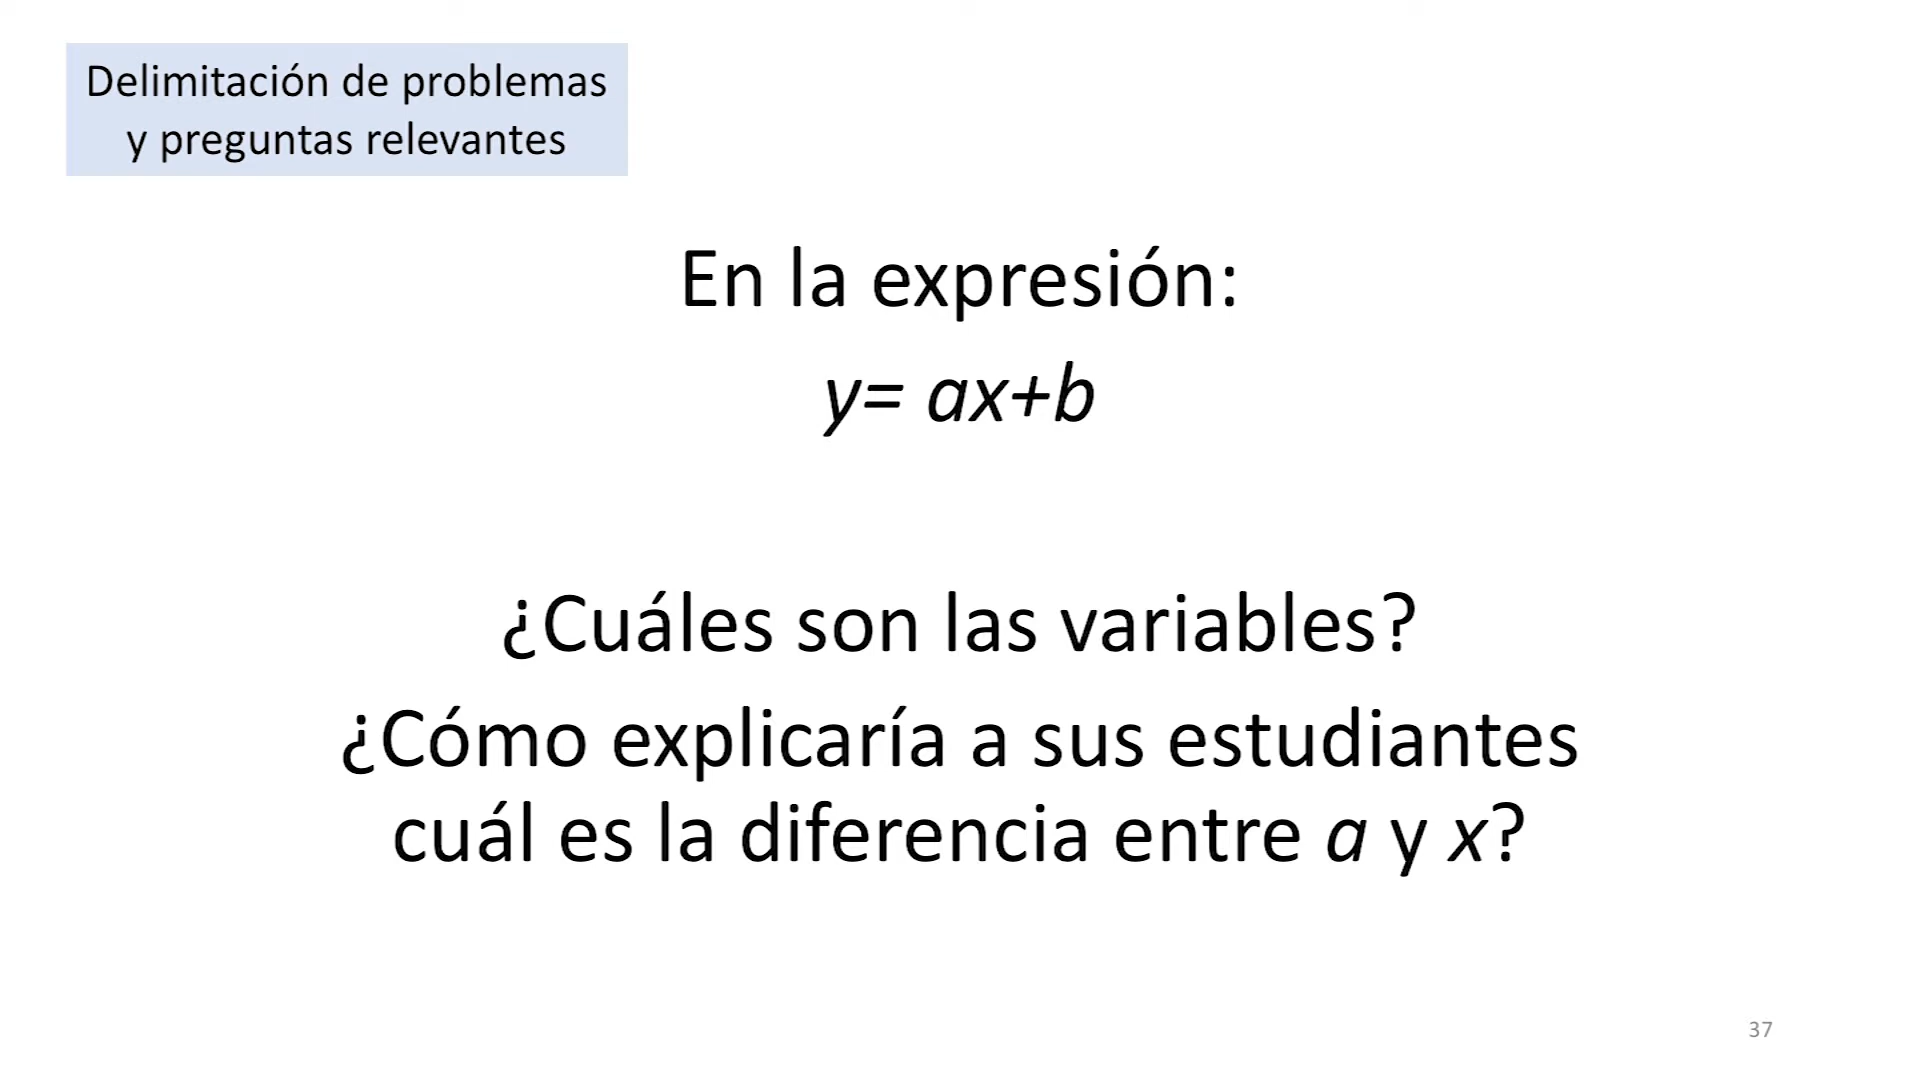 Delimitación de problemas
y preguntas relevantes
En la expresión:
y= ax+b
¿Cuáles son las variables?
¿Cómo explicaría a sus estudiantes
cuál es la diferencia entre a y x?
37